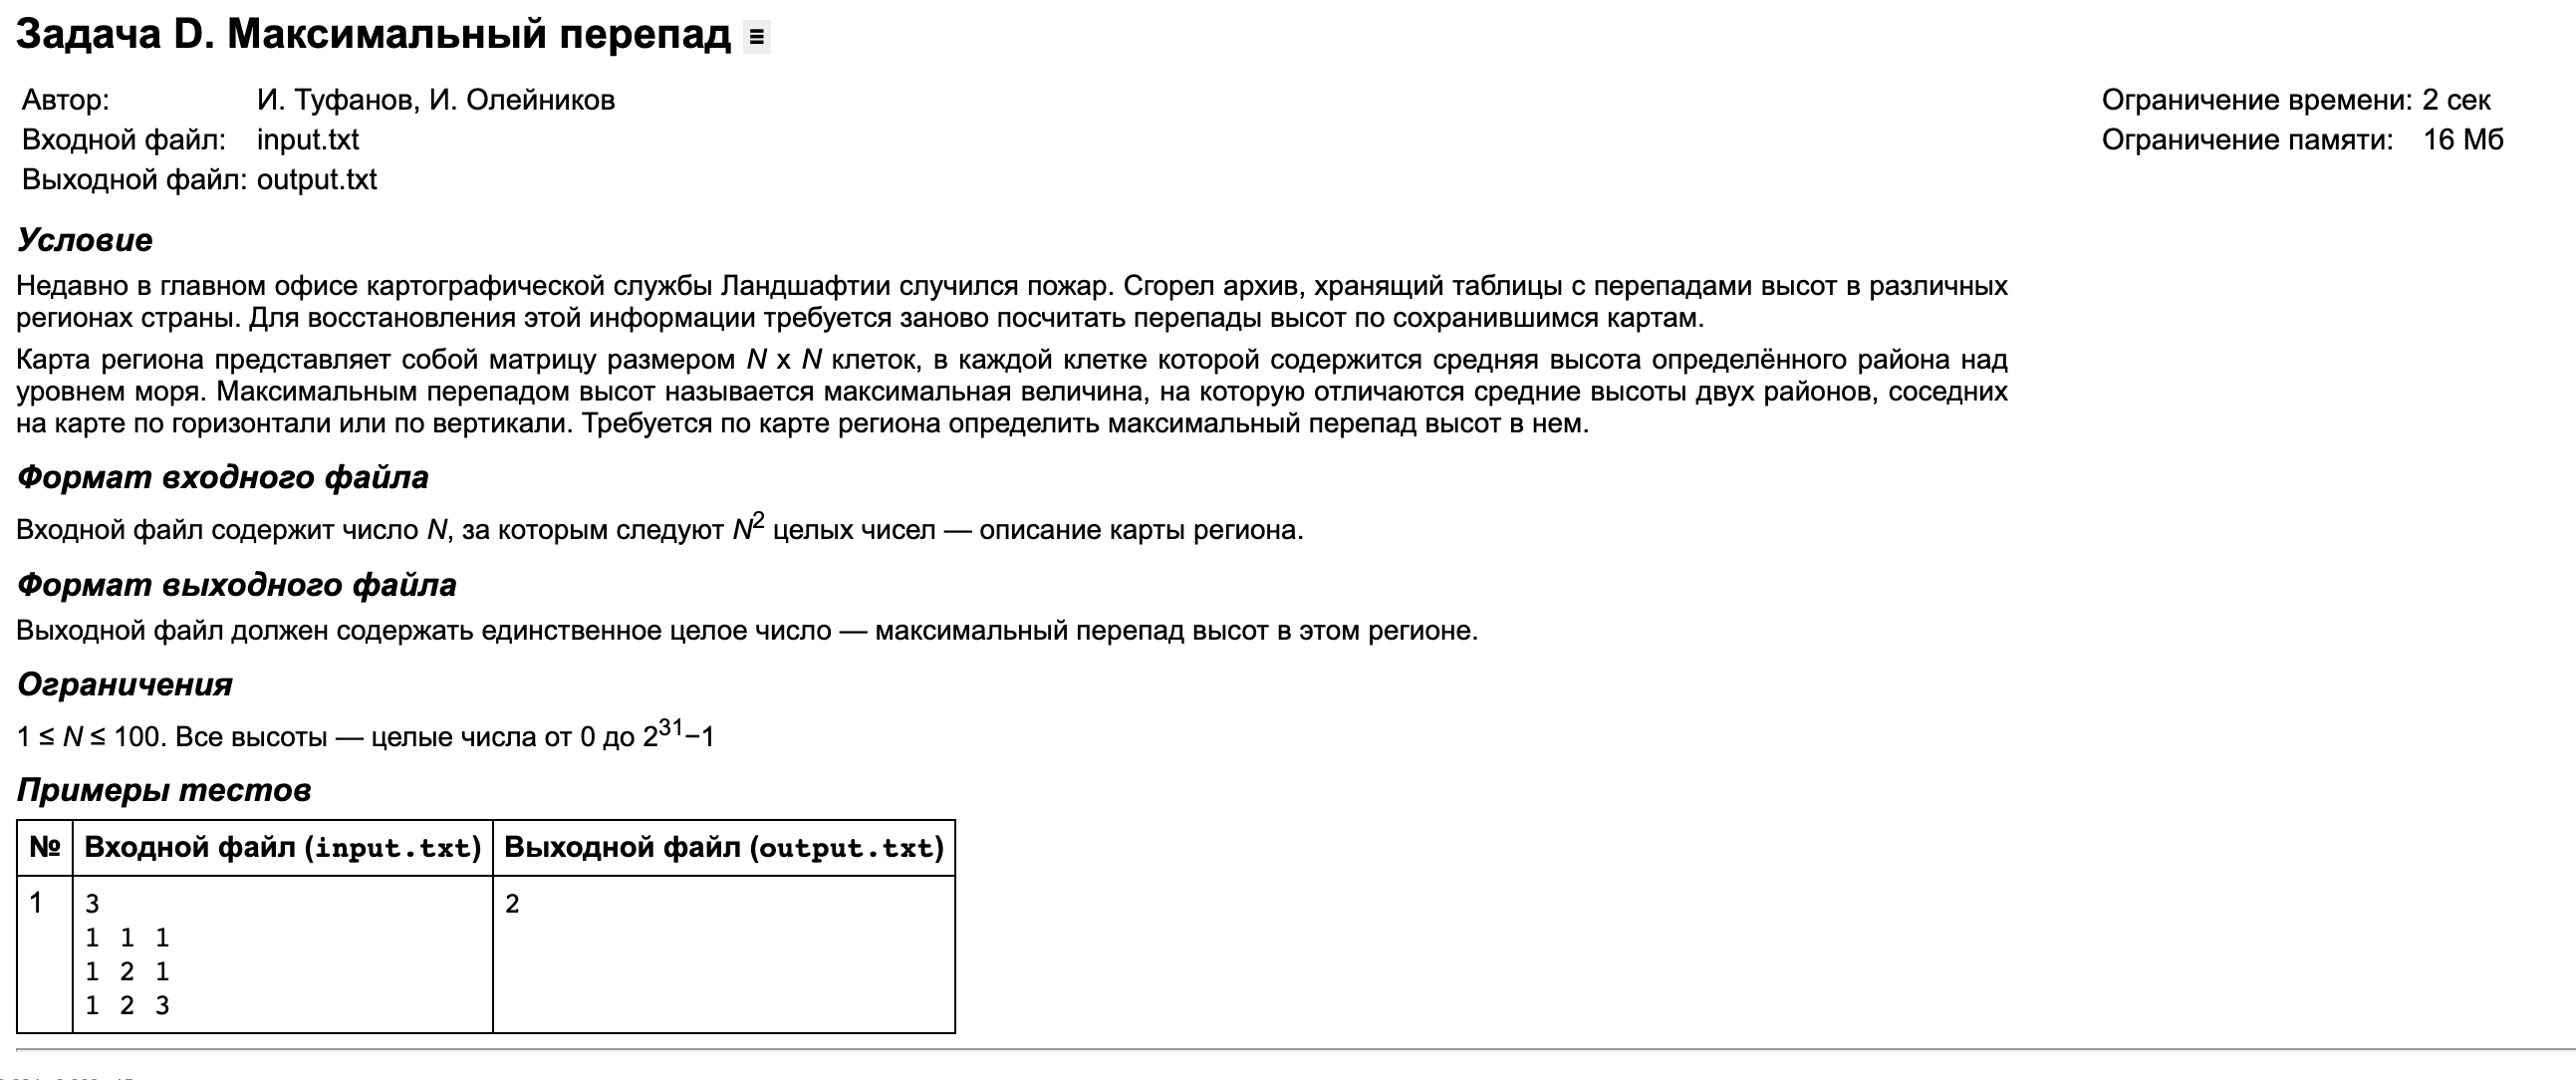 Задача D. Максимальный перепад ≡
Автор: И. Туфанов, И. Олейников Ограничение времени: 2 сек
Входной файл: input.txt Ограничение памяти: 16 Мб
Выходной файл: output.txt
Условие
Недавно в главном офисе картографической службы Ландшафтии случился пожар. Сгорел архив, хранящий таблицы с перепадами высот в различных
регионах страны. Для восстановления этой информации требуется заново посчитать перепады высот по сохранившимся картам.
Карта региона представляет собой матрицу размером N x N клеток, в каждой клетке которой содержится средняя высота определённого района над
уровнем моря. Максимальным перепадом высот называется максимальная величина, на которую отличаются средние высоты двух районов, соседних
на карте по горизонтали или по вертикали. Требуется по карте региона определить максимальный перепад высот в нем.
Формат входного файла
Входной файл содержит число N, за которым следуют N² целых чисел — описание карты региона.
Формат выходного файла
Выходной файл должен содержать единственное целое число — максимальный перепад высот в этом регионе.
Ограничения
1 ≤ N ≤ 100. Все высоты — целые числа от 0 до 2³¹−1
Примеры тестов
№ Входной файл (input.txt) Выходной файл (output.txt)
1 3 2
1 1 1
1 2 1
1 2 3